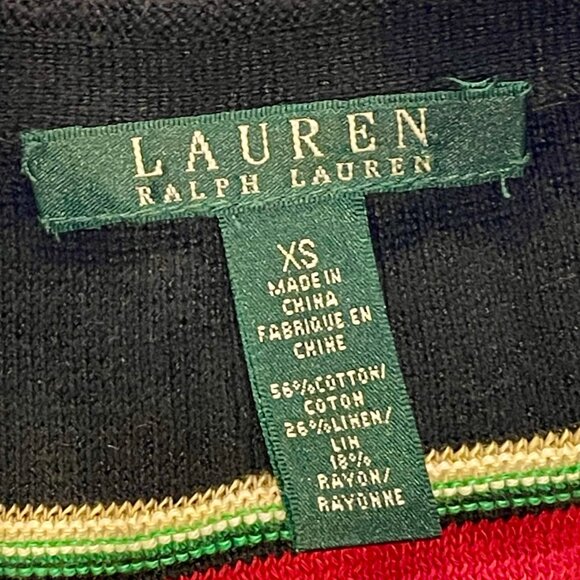 LAUREN
RALPH LAUREN
XS
MADE IN
CHINA
FABRIQUE EN
CHINE
56%COTTON/
COTON
26%LINEN/
LIN
18%
RAYON/
RAYONNE